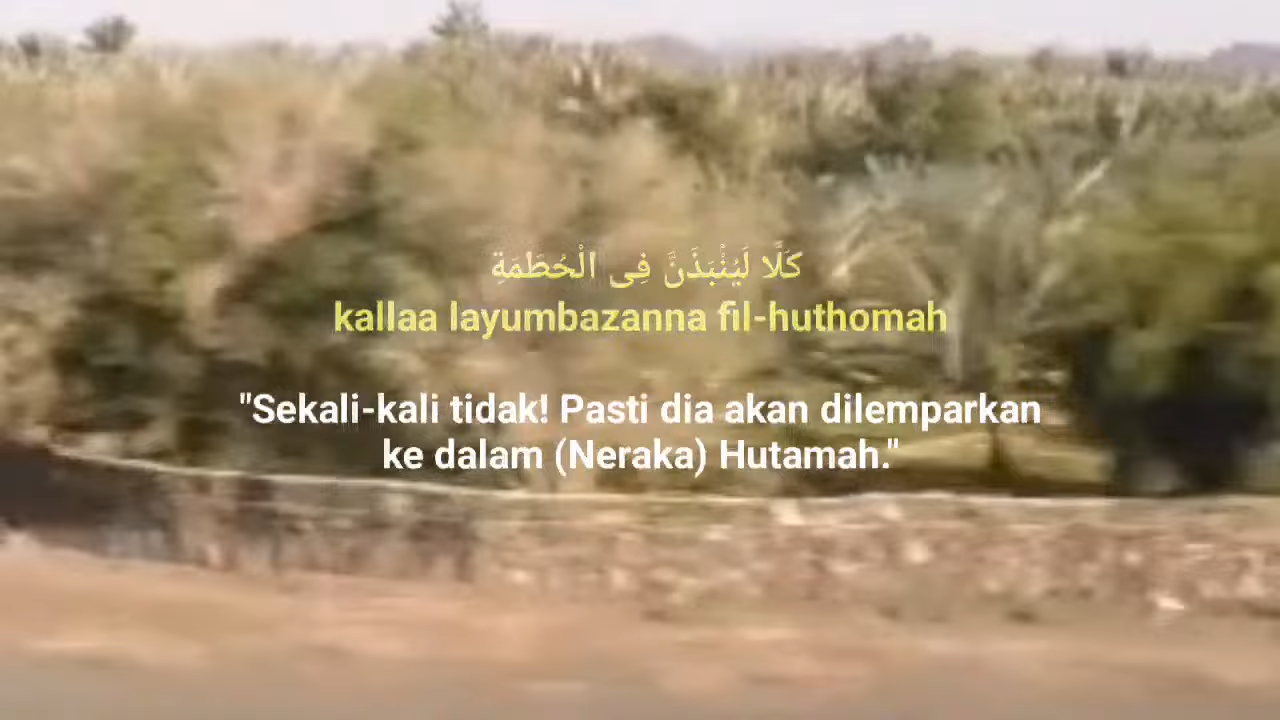 كَلَّا لَيُنْۢبَذَنَّ فِى الْحُطَمَةِ
kallaa layumbazanna fil-huthomah
"Sekali-kali tidak! Pasti dia akan dilemparkan
ke dalam (Neraka) Hutamah."